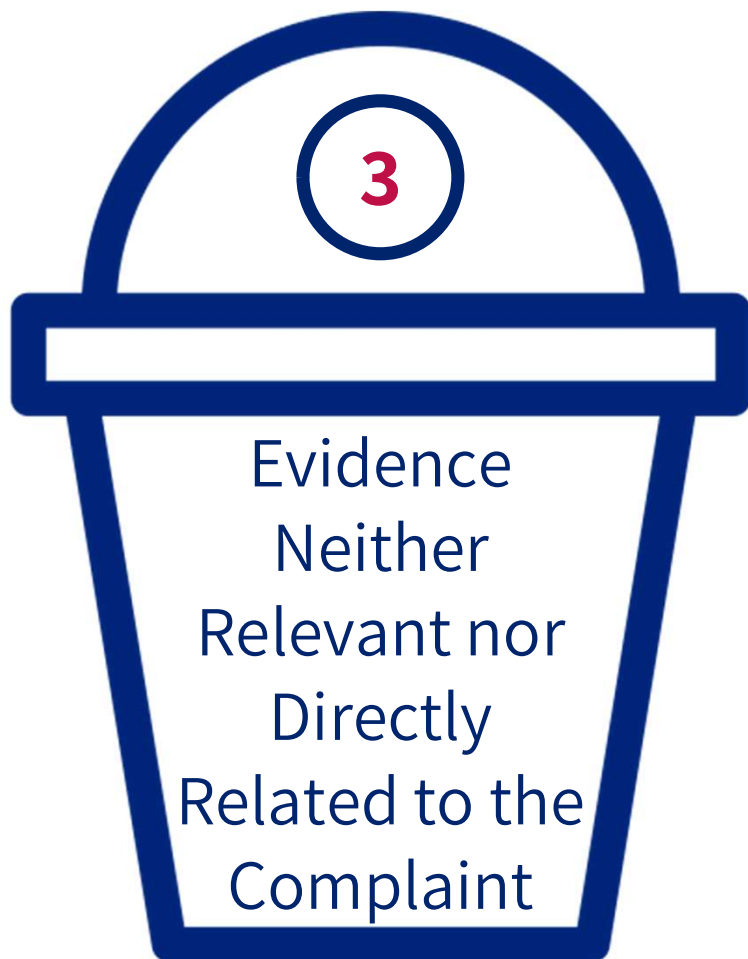 3
Evidence
Neither
Relevant nor
Directly
Related to the
Complaint